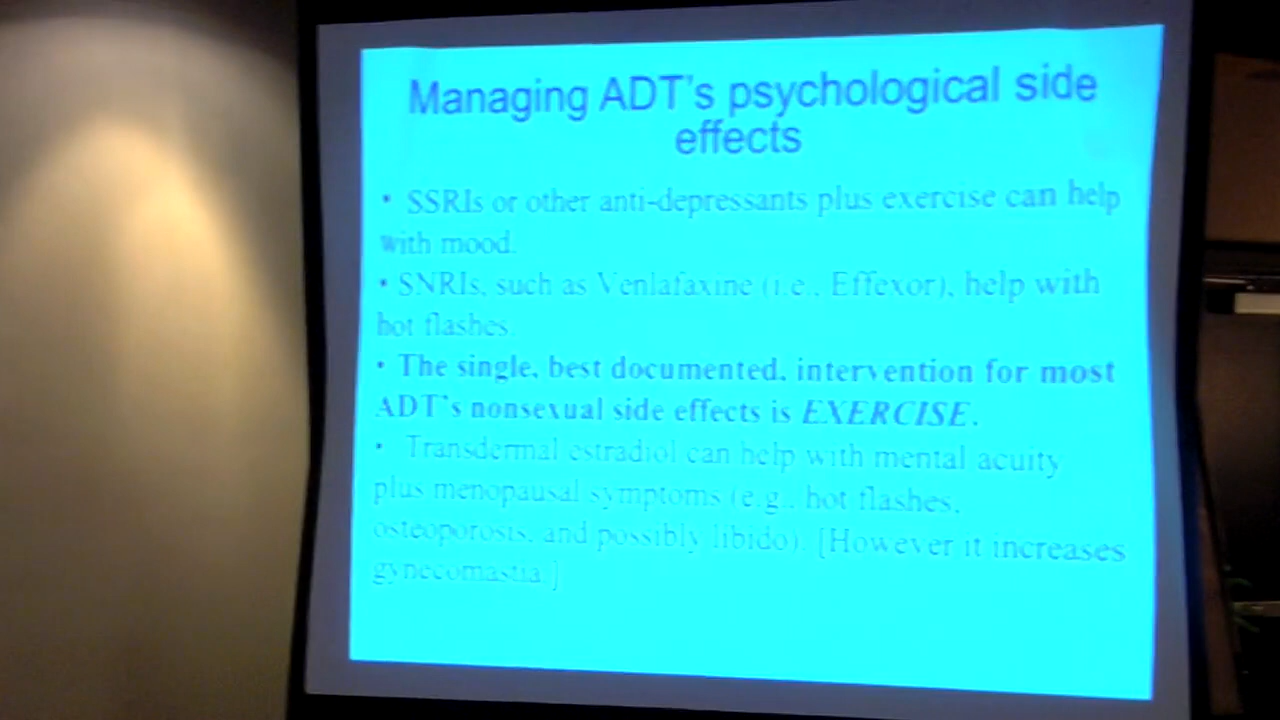 Managing ADT's psychological side
effects
• SSRIs or other anti-depressants plus exercise can help
with mood.
• SNRIs, such as Venlafaxine (i.e., Effexor), help with
hot flashes.
• The single, best documented, intervention for most
ADT's nonsexual side effects is EXERCISE.
• Transdermal estradiol can help with mental acuity
plus menopausal symptoms (e.g., hot flashes,
osteoporosis, and possibly libido). [However it increases
gynecomastia.]